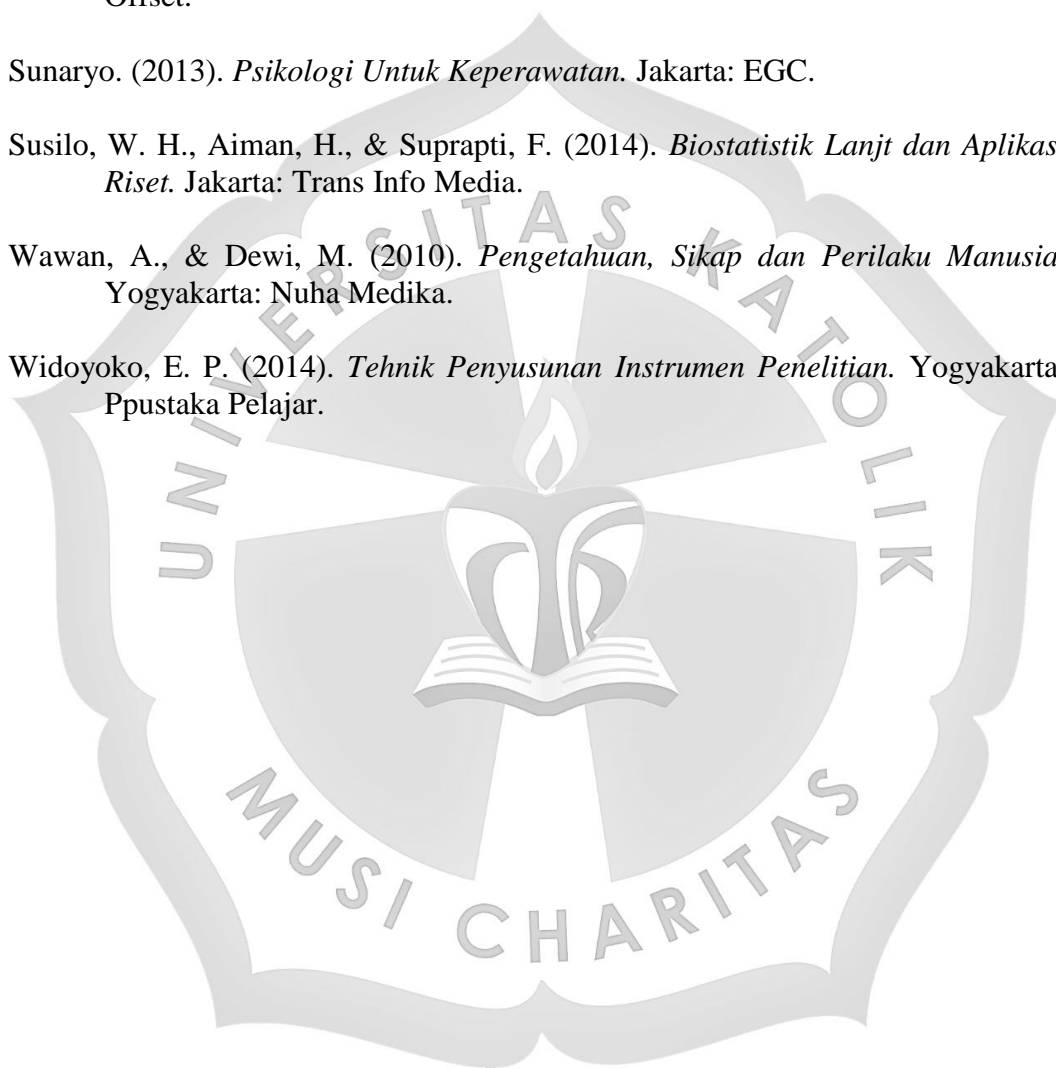 Offset.
Sunaryo. (2013). Psikologi Untuk Keperawatan. Jakarta: EGC.
Susilo, W. H., Aiman, H., & Suprapti, F. (2014). Biostatistik Lanjt dan Aplikas
Riset. Jakarta: Trans Info Media.
Wawan, A., & Dewi, M. (2010). Pengetahuan, Sikap dan Perilaku Manusia
Yogyakarta: Nuha Medika.
Widoyoko, E. P. (2014). Tehnik Penyusunan Instrumen Penelitian. Yogyakarta
Ppustaka Pelajar.
UNIVERSITAS KATOLIK
MUSI CHARITAS